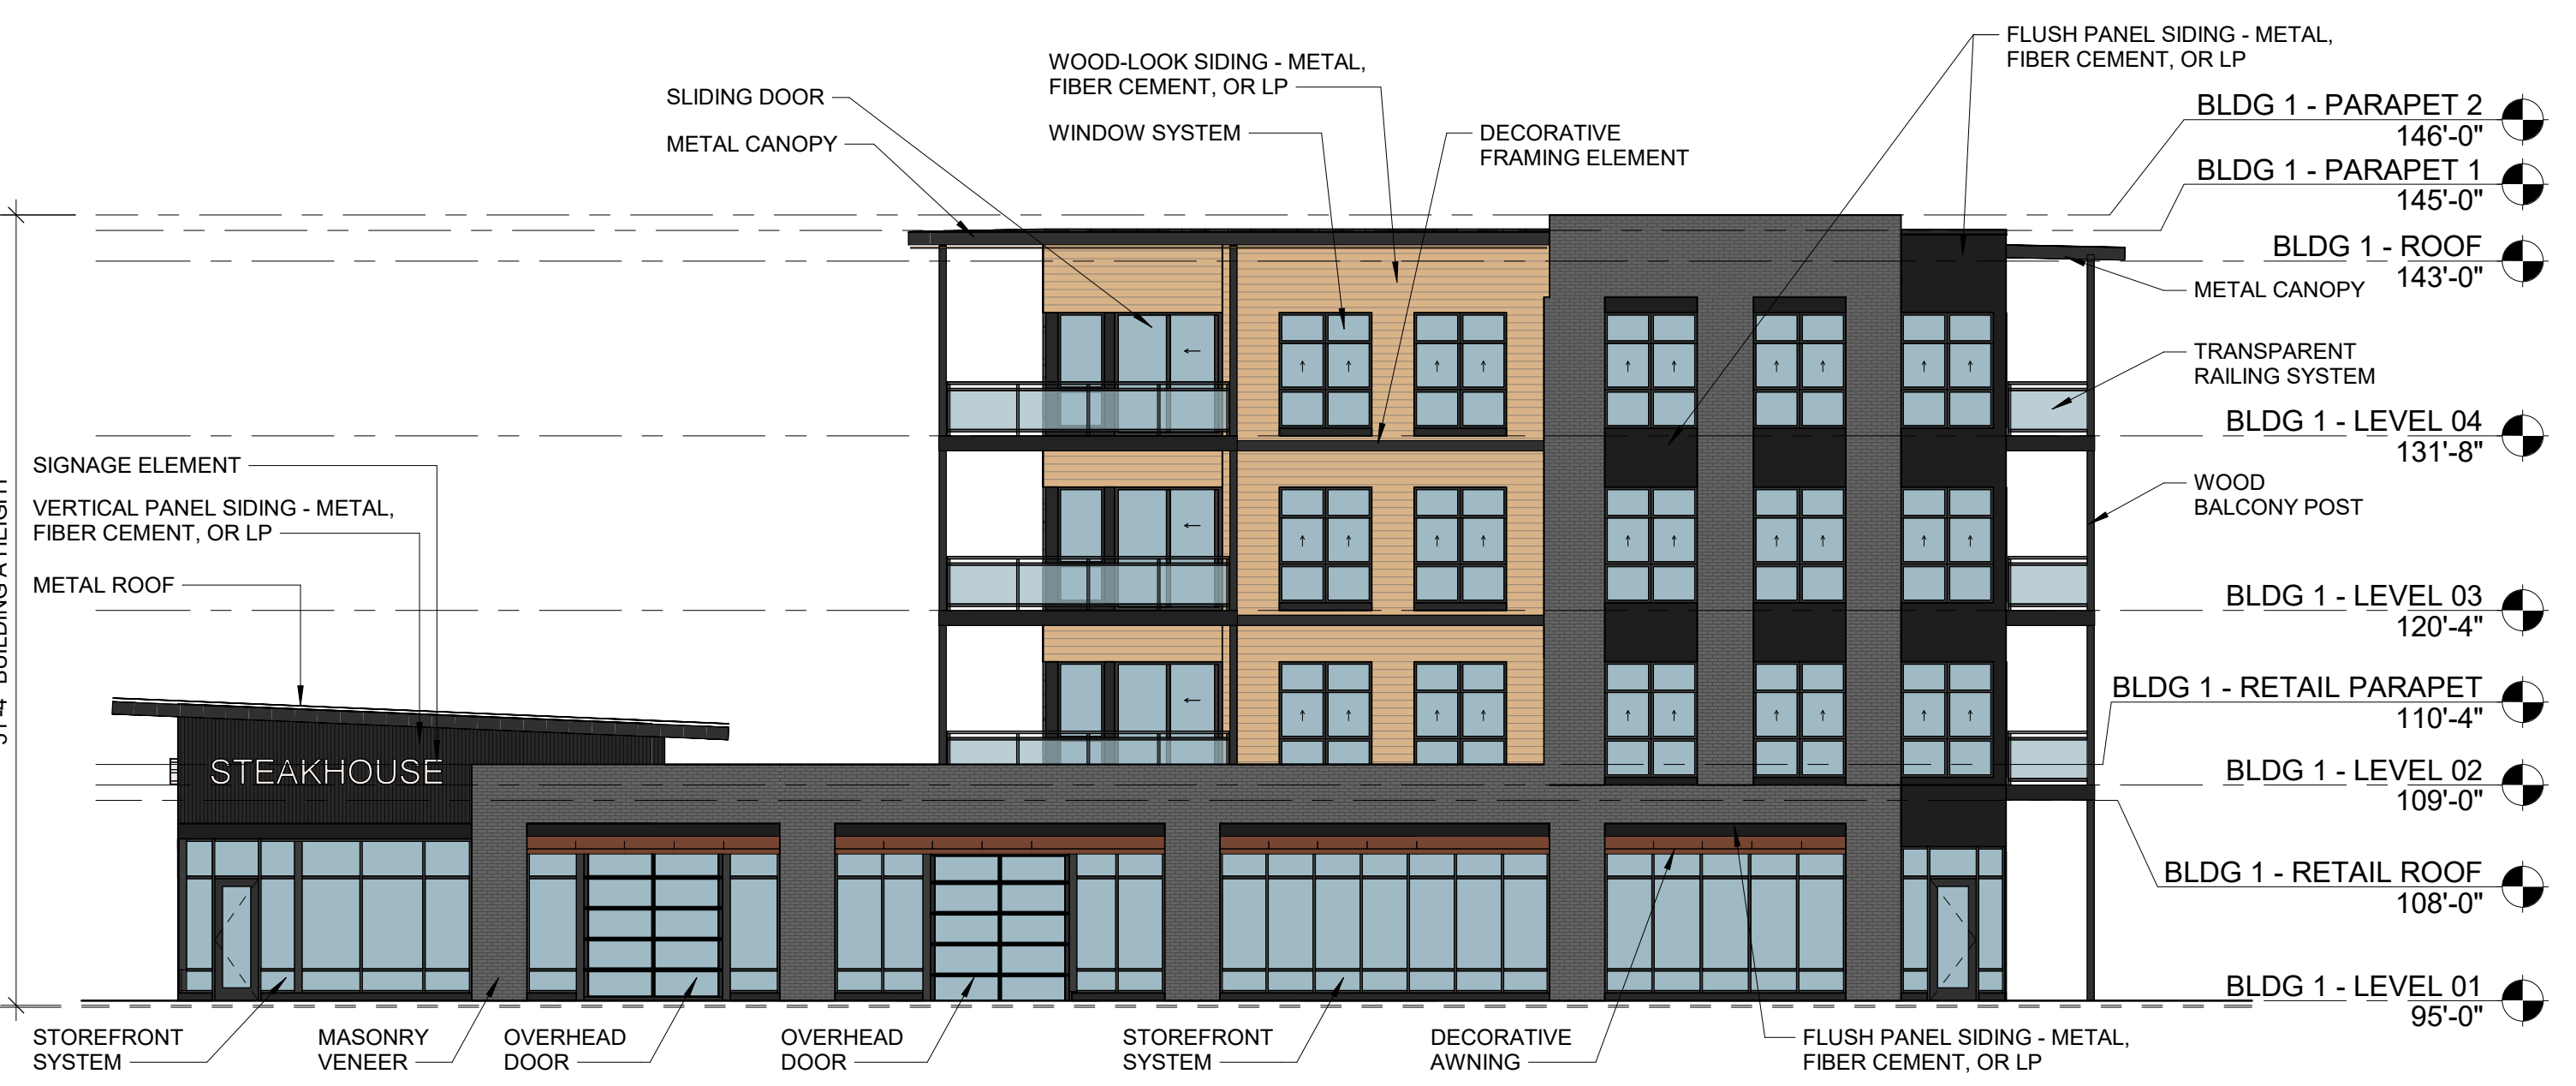 FLUSH PANEL SIDING - METAL,
FIBER CEMENT, OR LP
WOOD-LOOK SIDING - METAL,
FIBER CEMENT, OR LP
SLIDING DOOR
WINDOW SYSTEM
METAL CANOPY
DECORATIVE
FRAMING ELEMENT
BLDG 1 - PARAPET 2
146'-0"
BLDG 1 - PARAPET 1
145'-0"
BLDG 1 - ROOF
143'-0"
METAL CANOPY
TRANSPARENT
RAILING SYSTEM
BLDG 1 - LEVEL 04
131'-8"
WOOD
BALCONY POST
SIGNAGE ELEMENT
VERTICAL PANEL SIDING - METAL,
FIBER CEMENT, OR LP
METAL ROOF
BUILDING A HEIGHT
BLDG 1 - LEVEL 03
120'-4"
BLDG 1 - RETAIL PARAPET
110'-4"
STEAKHOUSE
BLDG 1 - LEVEL 02
109'-0"
BLDG 1 - RETAIL ROOF
108'-0"
BLDG 1 - LEVEL 01
95'-0"
STOREFRONT
SYSTEM
MASONRY
VENEER
OVERHEAD
DOOR
OVERHEAD
DOOR
STOREFRONT
SYSTEM
DECORATIVE
AWNING
FLUSH PANEL SIDING - METAL,
FIBER CEMENT, OR LP